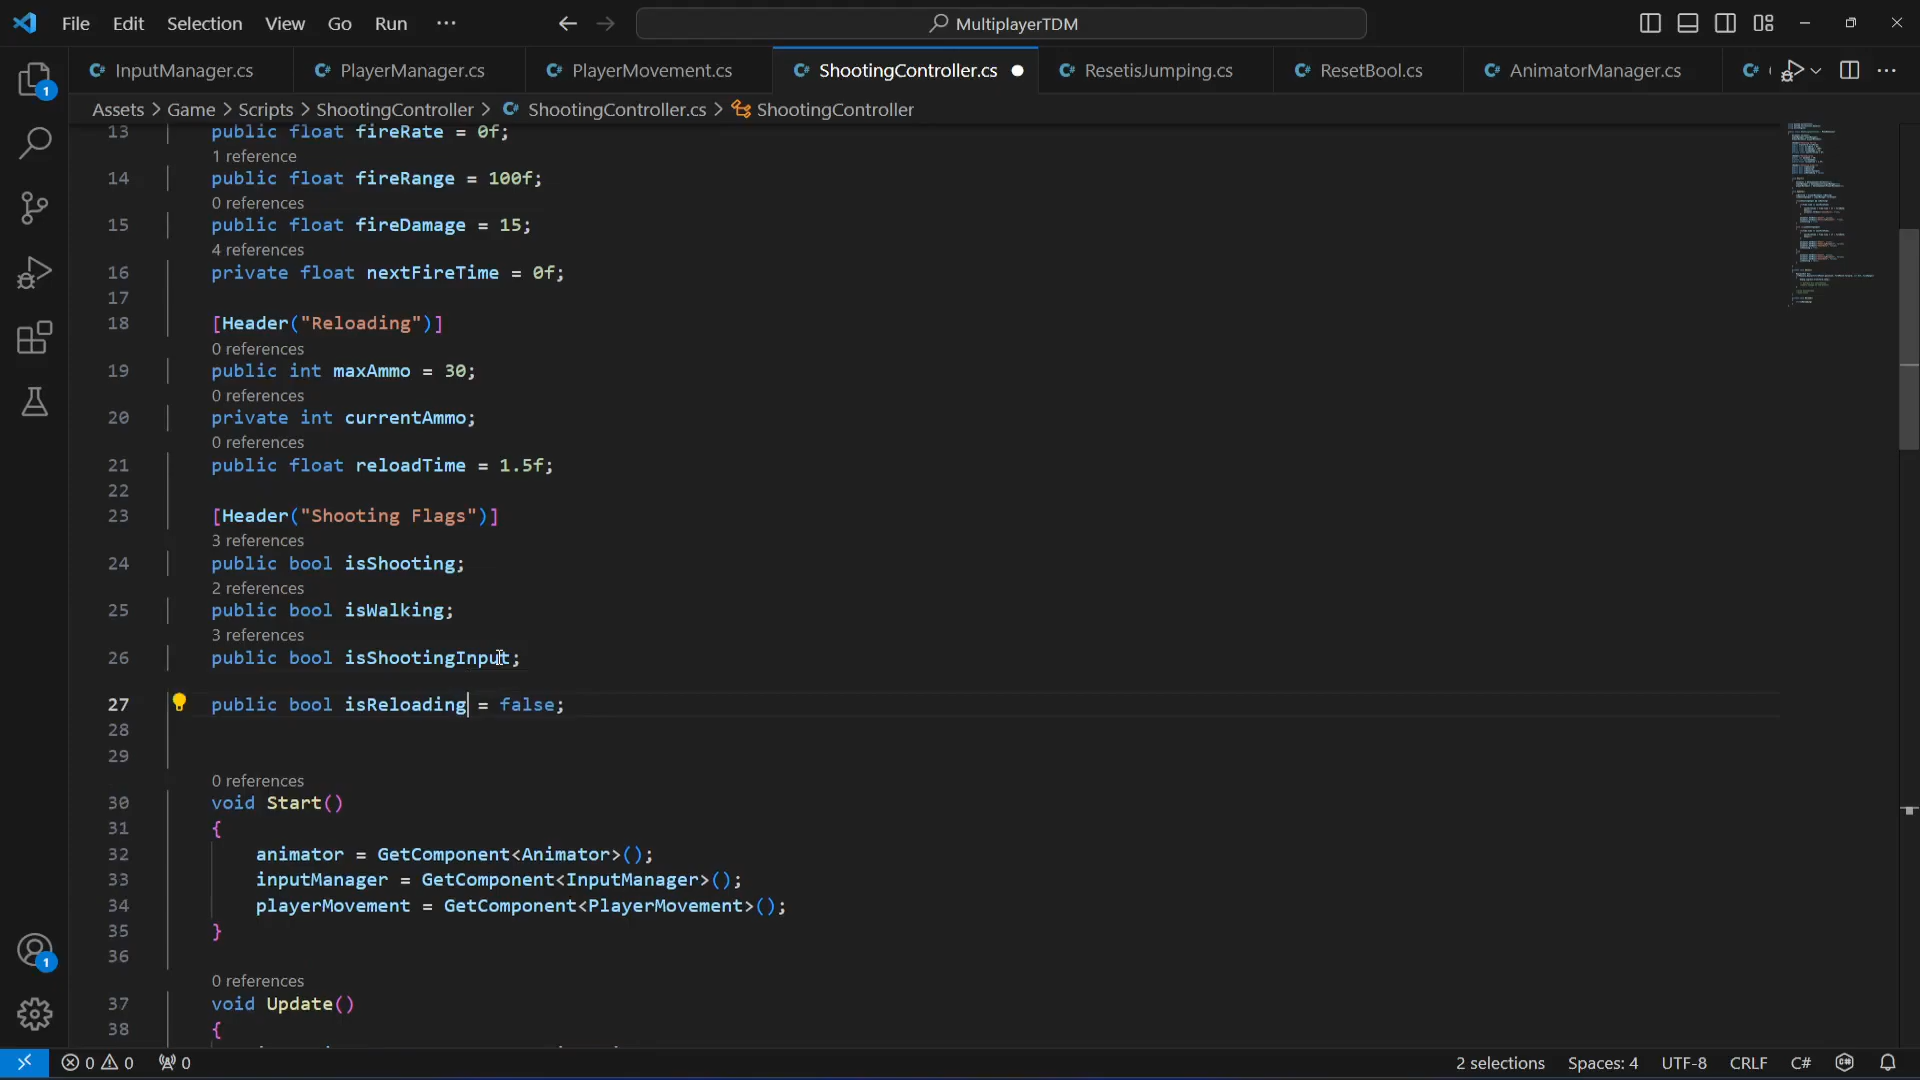 File Edit Selection View Go Run ··· MultiplayerTDM
InputManager.cs PlayerManager.cs PlayerMovement.cs ShootingController.cs ResetisJumping.cs ResetBool.cs AnimatorManager.cs
Assets > Game > Scripts > ShootingController > ShootingController.cs > ShootingController
13 public float fireRate = 0f;
1 reference
14 public float fireRange = 100f;
0 references
15 public float fireDamage = 15;
4 references
16 private float nextFireTime = 0f;
17
18 [Header("Reloading")]
0 references
19 public int maxAmmo = 30;
0 references
20 private int currentAmmo;
0 references
21 public float reloadTime = 1.5f;
22
23 [Header("Shooting Flags")]
3 references
24 public bool isShooting;
2 references
25 public bool isWalking;
3 references
26 public bool isShootingInput;
27 public bool isReloading = false;
28
29
0 references
30 void Start()
31 {
32 animator = GetComponent<Animator>();
33 inputManager = GetComponent<InputManager>();
34 playerMovement = GetComponent<PlayerMovement>();
35 }
36
0 references
37 void Update()
38 {
1
1
0 0 0 2 selections Spaces: 4 UTF-8 CRLF C#